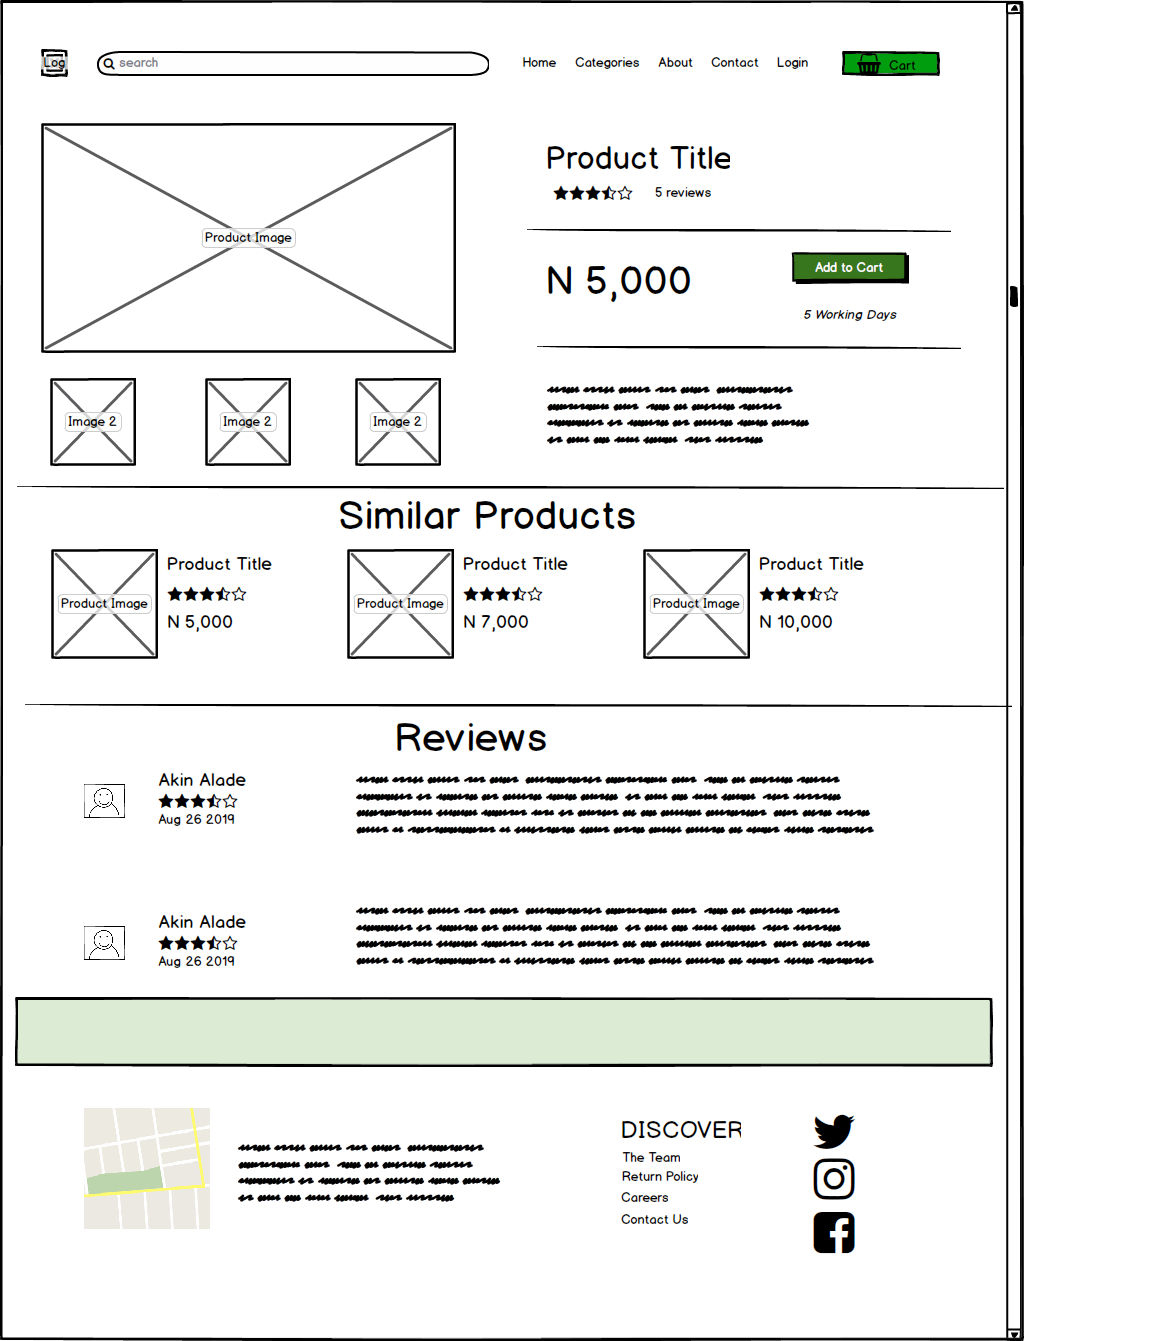 Log
search
Home Categories About Contact Login
Cart
Product Image
Product Title
5 reviews
N 5,000
Add to Cart
5 Working Days
Image 2
Image 2
Image 2
Similar Products
Product Image
Product Title
N 5,000
Product Image
Product Title
N 7,000
Product Image
Product Title
N 10,000
Reviews
Akin Alade
Aug 26 2019
Akin Alade
Aug 26 2019
DISCOVER
The Team
Return Policy
Careers
Contact Us